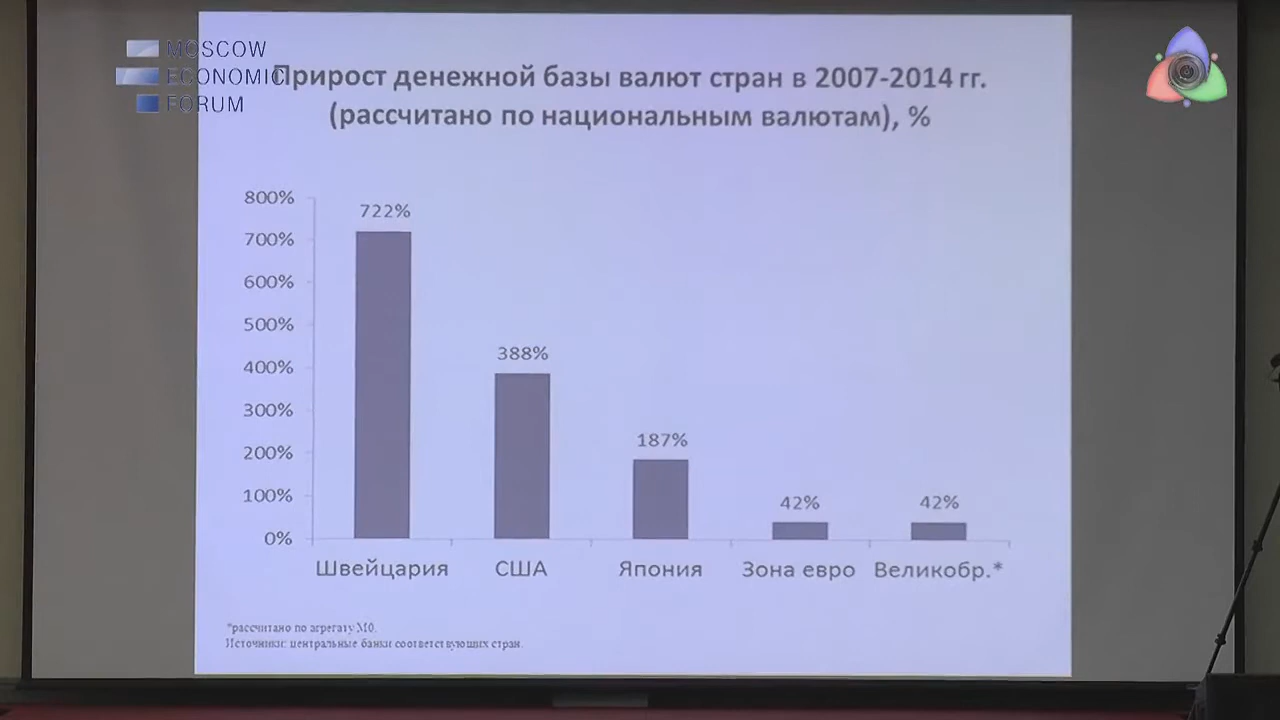 MOSCOW
ECONOMIC
FORUM
Прирост денежной базы валют стран в 2007-2014 гг.
(рассчитано по национальным валютам), %
800%
700%
600%
500%
400%
300%
200%
100%
0%
722%
388%
187%
42%
42%
Швейцария
США
Япония
Зона евро
Великобр.*
*рассчитано по агрегату М0.
Источники: центральные банки соответствующих стран.